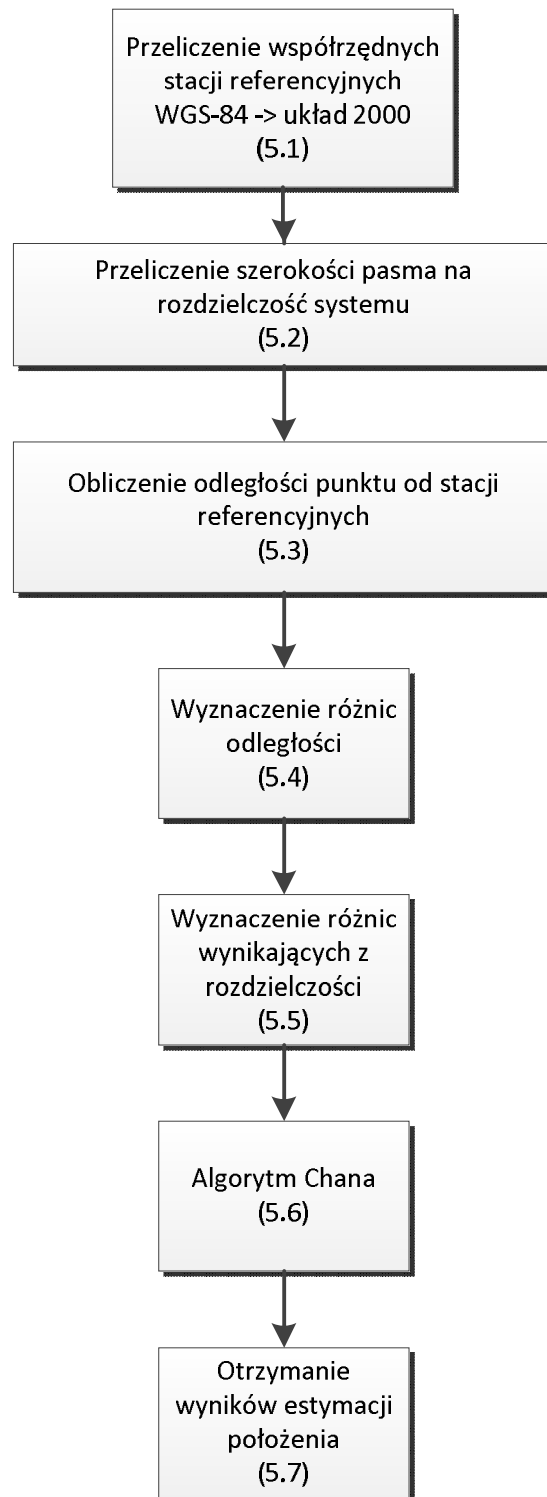 Przeliczenie współrzędnych
stacji referencyjnych
WGS-84 -> układ 2000
(5.1)
Przeliczenie szerokości pasma na
rozdzielczość systemu
(5.2)
Obliczenie odległości punktu od stacji
referencyjnych
(5.3)
Wyznaczenie różnic
odległości
(5.4)
Wyznaczenie różnic
wynikających z
rozdzielczości
(5.5)
Algorytm Chana
(5.6)
Otrzymanie
wyników estymacji
położenia
(5.7)